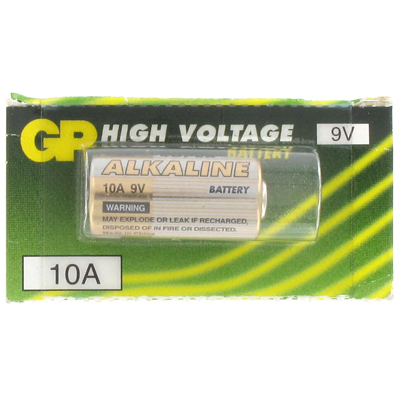 GP HIGH VOLTAGE
BATTERY
9V
ALKALINE
10A 9V BATTERY
WARNING
MAY EXPLODE OR LEAK IF RECHARGED,
DISPOSED OF IN FIRE OR DISSECTED.
10A